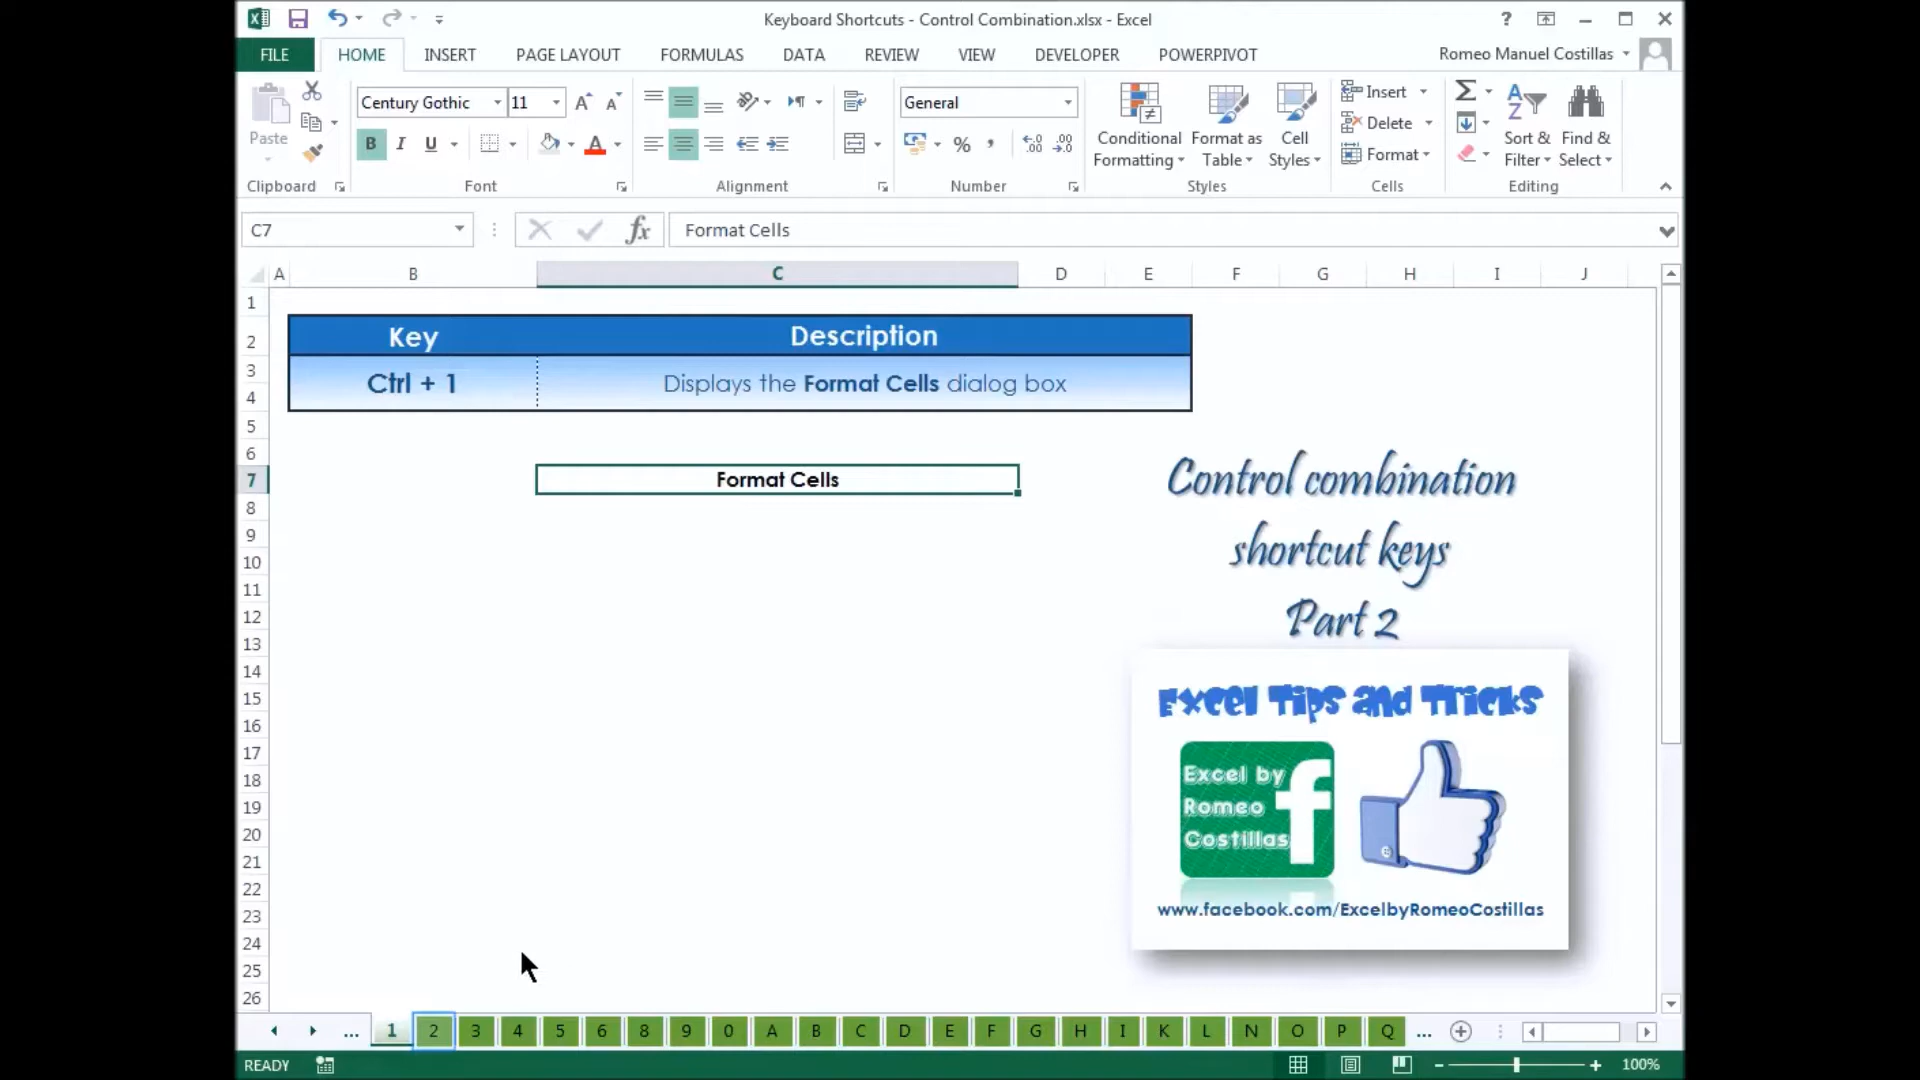 Keyboard Shortcuts - Control Combination.xlsx - Excel
FILE HOME INSERT PAGE LAYOUT FORMULAS DATA REVIEW VIEW DEVELOPER POWERPIVOT Romeo Manuel Costillas
Paste
Clipboard
Century Gothic 11
B I U
Font
Alignment
General
Number
Conditional Formatting
Format as Table
Cell Styles
Styles
Insert
Delete
Format
Cells
Sort & Filter
Find & Select
Editing
C7 fx Format Cells
A B C D E F G H I J
1
2
3
4
5
6
7
8
9
10
11
12
13
14
15
16
17
18
19
20
21
22
23
24
25
26
Key Description
Ctrl + 1 Displays the Format Cells dialog box
Format Cells
Control combination
shortcut keys
Part 2
Excel Tips and Tricks
Excel by
Romeo
Costillas
f
www.facebook.com/ExcelbyRomeoCostillas
... 1 2 3 4 5 6 8 9 0 A B C D E F G H I K L N O P Q ...
READY 100%